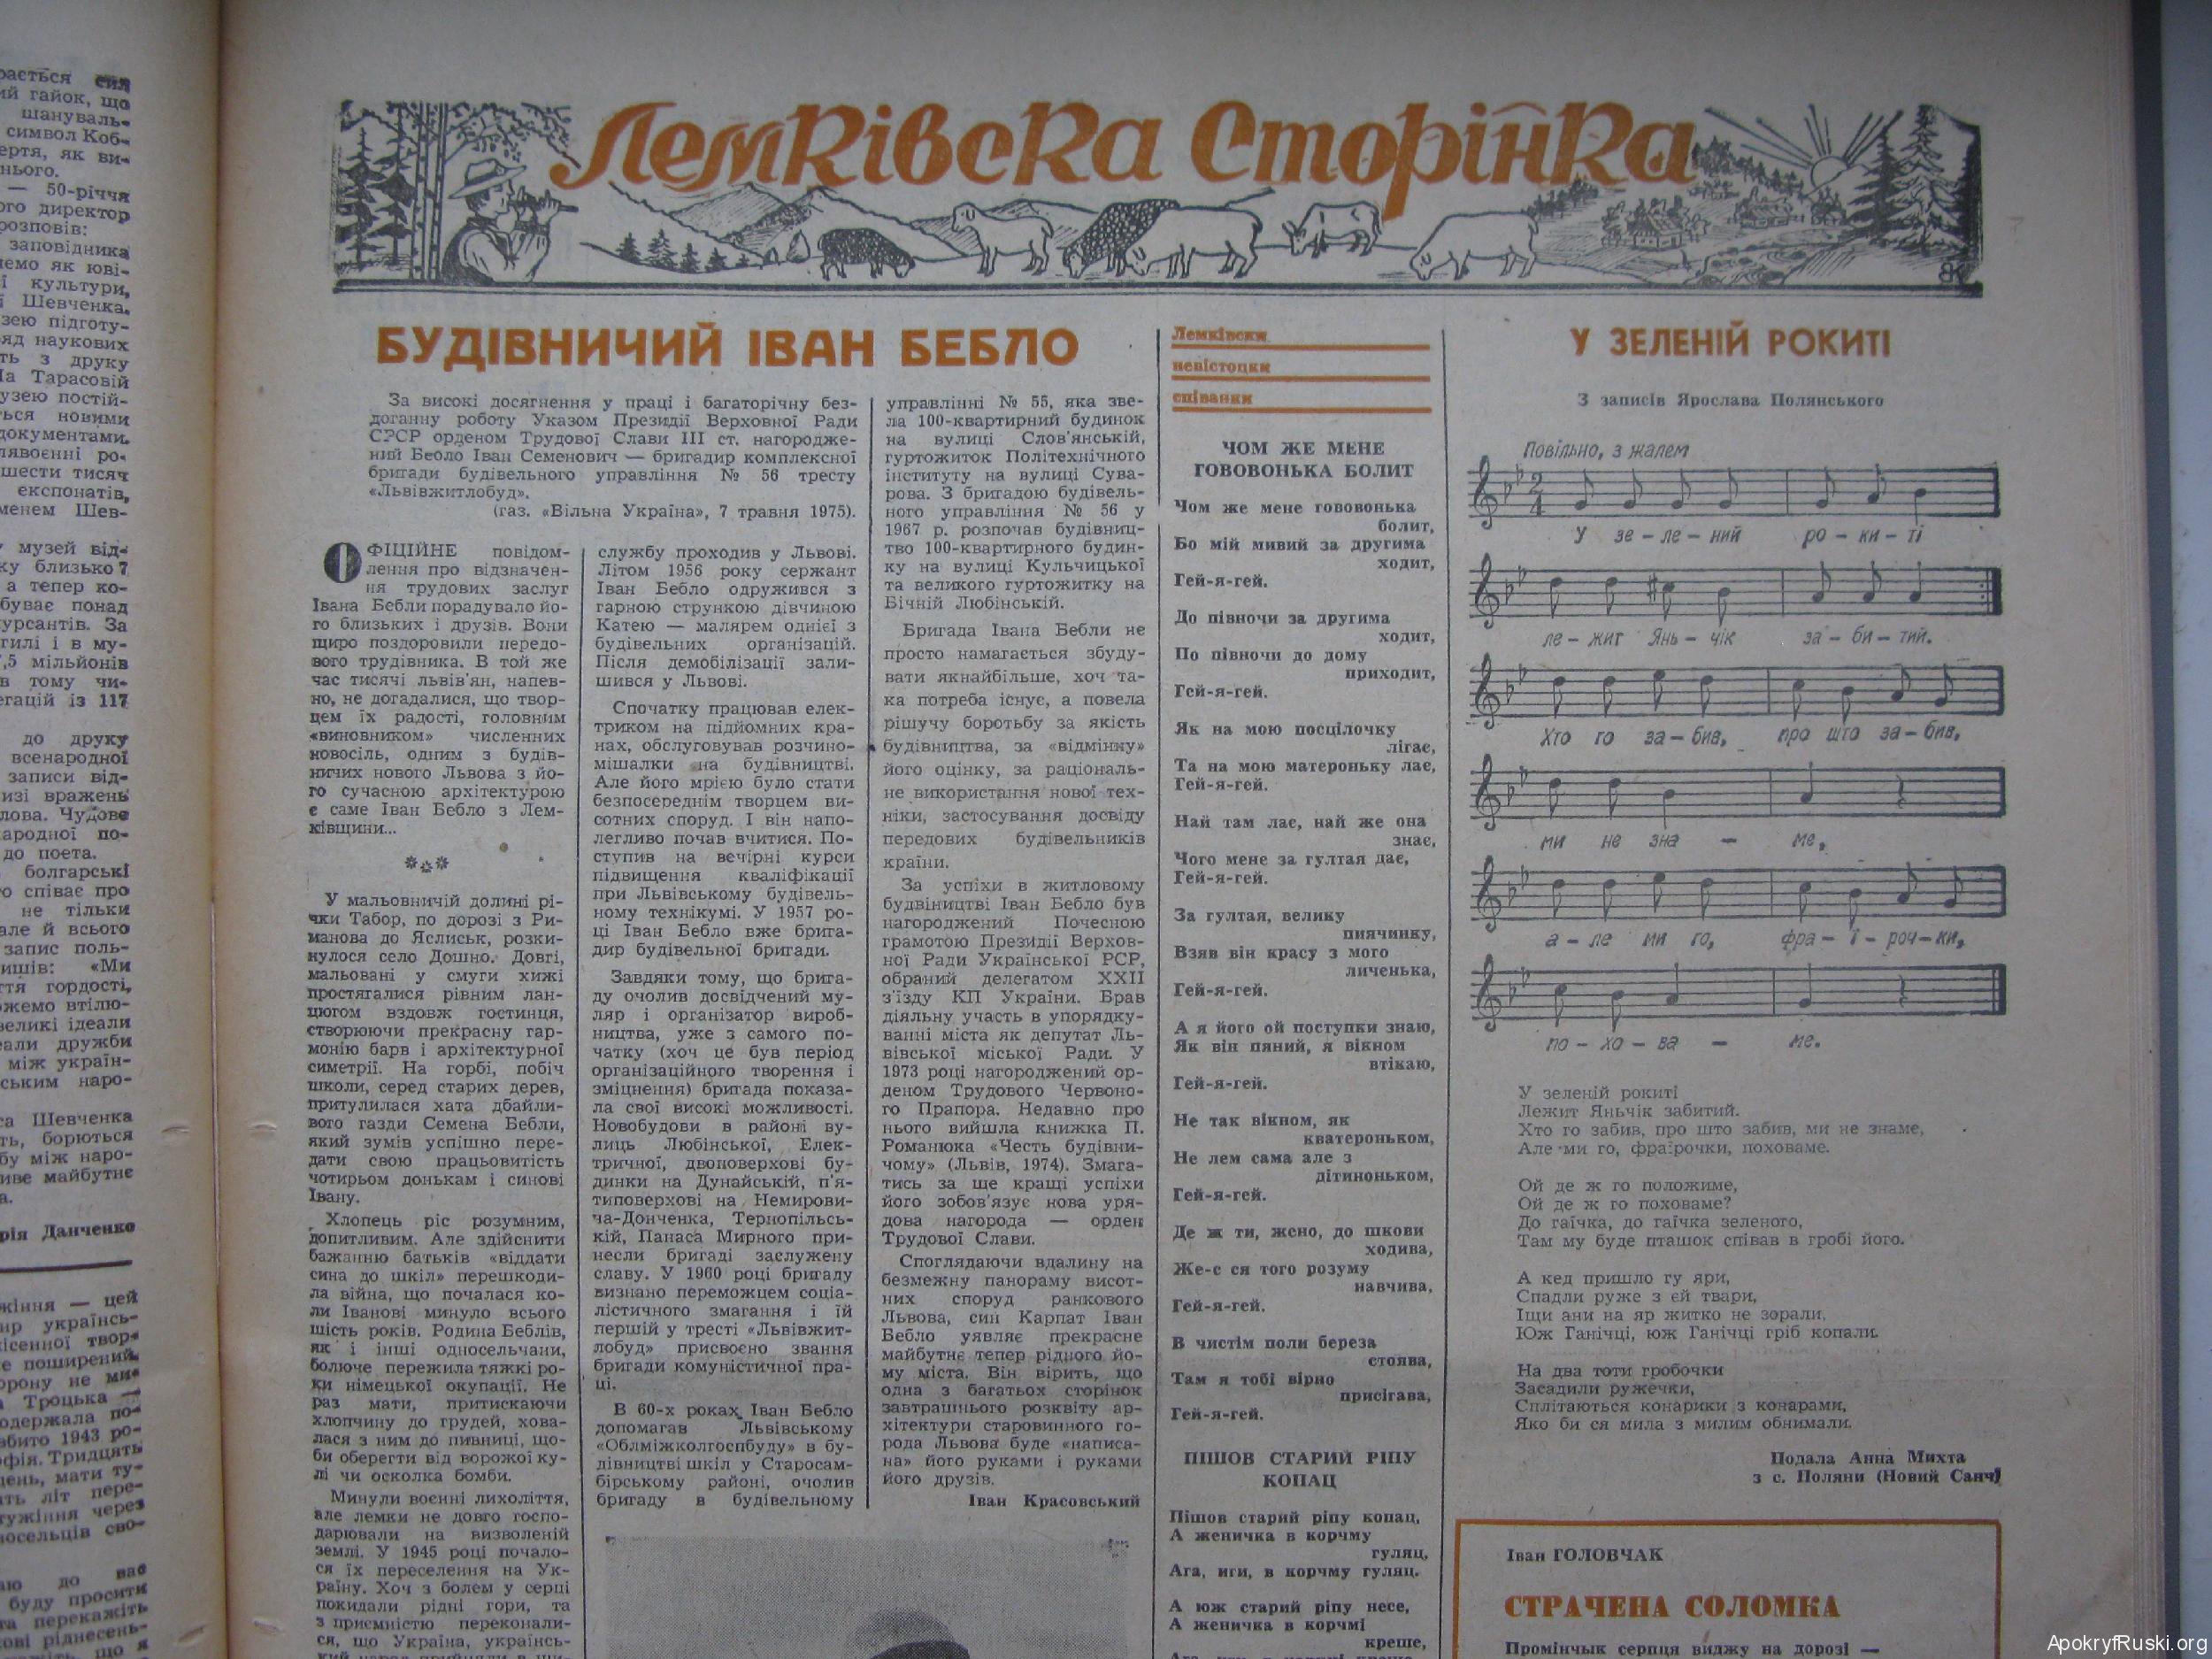 Лемківска Сторінка
БУДІВНИЧИЙ ІВАН БЕБЛО
За високі досягнення у праці і багаторічну без-
доганну роботу Указом Президії Верховної Ради
СРСР орденом Трудової Слави III ст. нагородже-
ний Бебло Іван Семенович — бригадир комплексної
бригади будівельного управління № 56 тресту
«Львівжитлобуд».
(газ. «Вільна Україна», 7 травня 1975).
ОФІЦІЙНЕ повідом-
лення про відзначен-
ня трудових заслуг
Івана Бебли порадувало йо-
го близьких і друзів. Вони
щиро поздоровили передо-
вого трудівника. В той же
час тисячі львів'ян, напев-
но, не догадалися, що твор-
цем їх радості, головним
«виновником» численних
новосіль, одним з будів-
ничих нового Львова з йо-
го сучасною архітектурою
є саме Іван Бебло з Лем-
ківщини...
У мальовничій долині рі-
чки Табор, по дорозі з Ри-
манова до Яслиськ, розки-
нулося село Дошно. Довгі,
мальовані у смуги хижі
простягалися рівним лан-
цюгом вздовж гостинця,
створюючи прекрасну гар-
монію барв і архітектурної
симетрії. На горбі, побіч
школи, серед старих дерев,
притулилася хата дбайли-
вого газди Семена Бебли,
який зумів успішно пере-
дати свою працьовитість
чотирьом донькам і синові
Івану.
Хлопець ріс розумним,
допитливим. Але здійснити
бажанню батьків «віддати
сина до шкіл» перешкоди-
ла війна, що почалася ко-
ли Іванові минуло всього
шість років. Родина Беблів,
як і інші односельчани,
болюче пережила тяжкі ро-
ки німецької окупації. Не
раз мати, притискаючи
хлопчину до грудей, хова-
лася з ним до пивниці, що-
би оберегти від ворожої ку-
лі чи осколка бомби.
Минули воєнні лихоліття,
але лемки не довго госпо-
дарювали на визволеній
землі. У 1945 році почало-
ся їх переселення на Ук-
раїну. Хоч з болем у серці
покидали рідні гори, та
з приємністю переконали-
ся, що Україна, українсь-
службу проходив у Львові.
Літом 1956 року сержант
Іван Бебло одружився з
гарною стрункою дівчиною
Катею — малярем однієї з
будівельних організацій.
Після демобілізації зали-
шився у Львові.
Спочатку працював елек-
триком на підйомних кра-
нах, обслуговував розчино-
мішалки на будівництві.
Але його мрією було стати
безпосереднім творцем ви-
сотних споруд. І він напо-
легливо почав вчитися. По-
ступив на вечірні курси
підвищення кваліфікації
при Львівському будівель-
ному технікумі. У 1957 ро-
ці Іван Бебло вже брига-
дир будівельної бригади.
Завдяки тому, що брига-
ду очолив досвідчений му-
ляр і організатор вироб-
ництва, уже з самого по-
чатку (хоч це був період
організаційного творення і
зміцнення) бригада показа-
ла свої високі можливості.
Новобудови в районі ву-
лиць Любінської, Елек-
тричної, двоповерхові бу-
динки на Дунайській, п'я-
типоверхові на Немирови-
ча-Донченка, Тернопільсь-
кій, Панаса Мирного при-
несли бригаді заслужену
славу. У 1960 році бригаду
визнано переможцем соціа-
лістичного змагання і їй
першій у тресті «Львівжит-
лобуд» присвоєно звання
бригади комуністичної пра-
ці.
В 60-х роках Іван Бебло
допомагав Львівському
«Облміжколгоспбуду» в бу-
дівництві шкіл у Старосам-
бірському районі, очолив
бригаду в будівельному
управлінні № 55, яка зве-
ла 100-квартирний будинок
на вулиці Слов'янській,
гуртожиток Політехнічного
інституту на вулиці Сува-
рова. З бригадою будівель-
ного управління № 56 у
1967 р. розпочав будівниц-
тво 100-квартирного будин-
ку на вулиці Кульчицької
та великого гуртожитку на
Вічній Любінській.
Бригада Івана Бебли не
просто намагається збуду-
вати якнайбільше, хоч та-
ка потреба існує, а повела
рішучу боротьбу за якість
будівництва, за «відмінну»
його оцінку, за раціональ-
не використання нової тех-
ніки, застосування досвіду
передових будівельників
країни.
За успіхи в житловому
будвіництві Іван Бебло був
нагороджений Почесною
грамотою Президії Верхов-
ної Ради Української РСР,
обраний делегатом XXII
з'їзду КП України. Брав
діяльну участь в упорядку-
ванні міста як депутат Ль-
вівської міської Ради. У
1973 році нагороджений ор-
деном Трудового Червоно-
го Прапора. Недавно про
нього вийшла книжка П.
Романюка «Честь будівни-
чому» (Львів, 1974). Змага-
тись за ще кращі успіхи
його зобов'язує нова уря-
дова нагорода — орден
Трудової Слави.
Споглядаючи вдалину на
безмежну панораму висот-
них споруд ранкового
Львова, син Карпат Іван
Бебло уявляє прекрасне
майбутнє тепер рідного йо-
му міста. Він вірить, що
одна з багатьох сторінок
завтрашнього розквіту ар-
хітектури старовинного го-
рода Львова буде «написа-
на» його руками і руками
його друзів.
Іван Красовський
Лемківски
невістоцки
співанки
ЧОМ ЖЕ МЕНЕ
ГОВОВОНЬКА БОЛИТ
Чом же мене гововонька
болит,
Бо мій мивий за другима
ходит,
Гей-я-гей.
До півночи за другима
ходит,
По півночи до дому
приходит,
Гей-я-гей.
Як на мою посцілочку
лігає,
Та на мою матероньку лає,
Гей-я-гей.
Най там лає, най же она
знає,
Чого мене за гултая дає,
Гей-я-гей.
За гултая, велику
пиячинку,
Взяв він красу з мого
личенька,
Гей-я-гей.
А я його ой поступки знаю,
Як він пяний, я вікном
втікаю,
Гей-я-гей.
Не так вікном, як
кватероньком,
Не лем сама але з
дітиноньком,
Гей-я-гей.
Де ж ти, жено, до шкови
ходива,
Же-с ся того розуму
навчива,
Гей-я-гей.
В чистім поли береза
стоява,
Там я тобі вірно
присігава,
Гей-я-гей.
ПІШОВ СТАРИЙ РІПУ
КОПАЦ
Пішов старий ріпу копац,
А женичка в корчму
гуляц,
Ага, иги, в корчму гуляц.
А юж старий ріпу несе,
А женичка в корчмі
креше,
У ЗЕЛЕНІЙ РОКИТІ
З записів Ярослава Полянського
Повільно, з жалем
У зе – ле – ний ро – ки – ті
ле – жит Янь – чік за – би – тий.
Хто го за – бив, про што за – бив,
ми не зна – ме,
а – ле ми го, фра – ї – роч – ки,
по – хо – ва – ме.
У зеленій рокиті
Лежит Яньчік забитий.
Хто го забив, про што забив, ми не знаме,
Але ми го, фраїрочки, поховаме.
Ой де ж го положиме,
Ой де ж го поховаме?
До гаїчка, до гаїчка зеленого,
Там му буде пташок співав в гробі його.
А кед пришло гу яри,
Спадли руже з єй твари,
Іщи ани на яр житко не зорали,
Юж Ганічці, юж Ганічці гріб копали.
На два тоти гробочки
Засадили ружечки,
Сплітаються конарики з конарами,
Яко би ся мила з милим обнимали.
Подала Анна Михта
з с. Поляни (Новий Санч)
Іван ГОЛОВЧАК
СТРАЧЕНА СОЛОМКА
Промінчык серпця виджу на дорозі —
ApokryfRuski.org